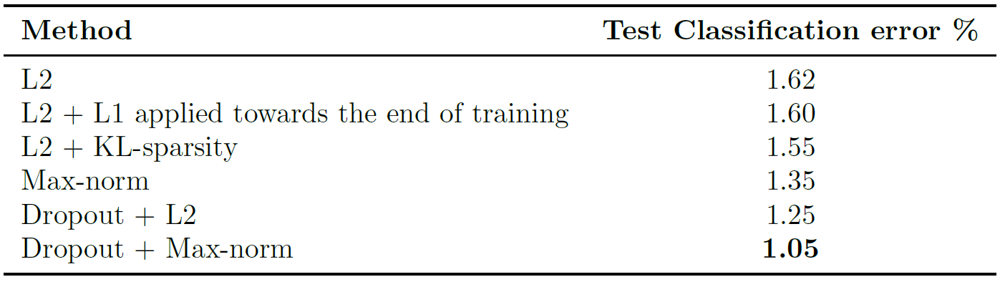 Method Test Classification error %
L2 1.62
L2 + L1 applied towards the end of training 1.60
L2 + KL-sparsity 1.55
Max-norm 1.35
Dropout + L2 1.25
Dropout + Max-norm 1.05